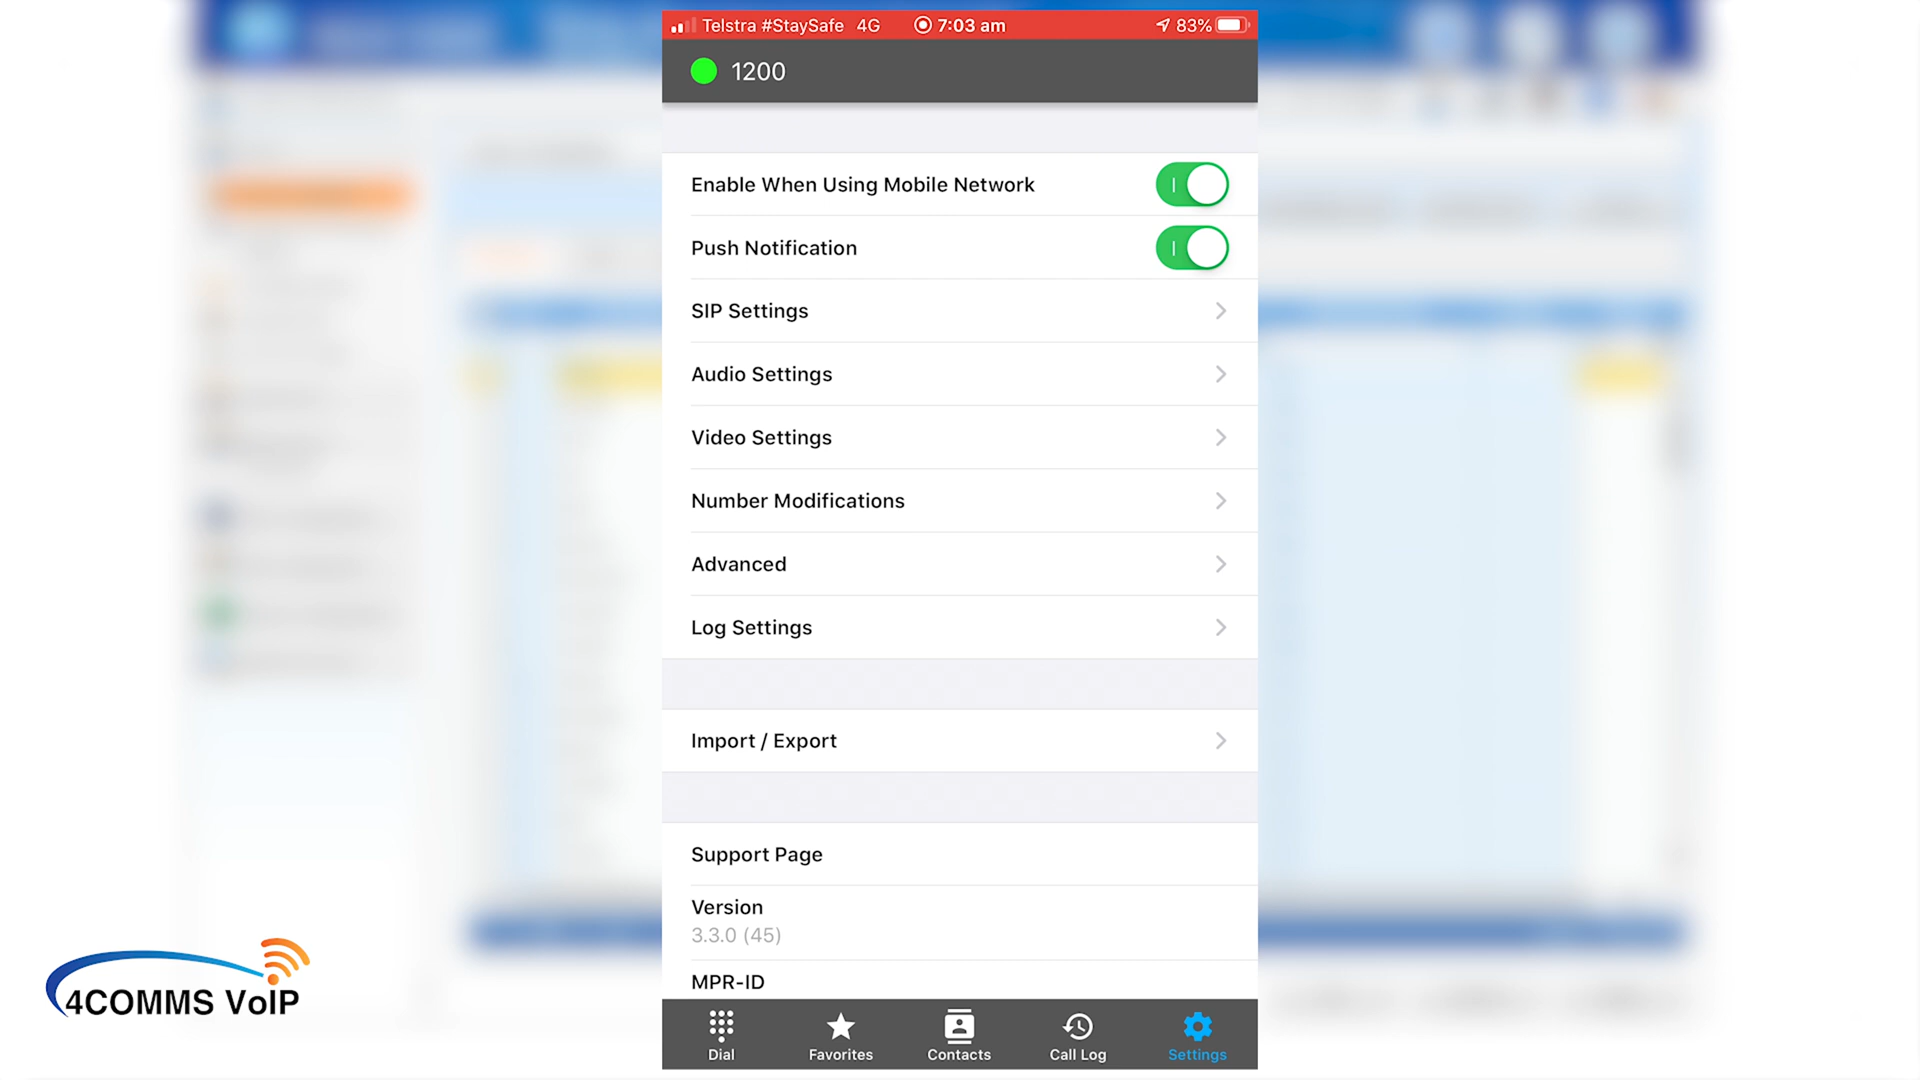 Telstra #StaySafe 4G 7:03 am 83%
1200
Enable When Using Mobile Network
Push Notification
SIP Settings
Audio Settings
Video Settings
Number Modifications
Advanced
Log Settings
Import / Export
Support Page
Version
3.3.0 (45)
MPR-ID
Dial Favorites Contacts Call Log Settings
4COMMS VoIP